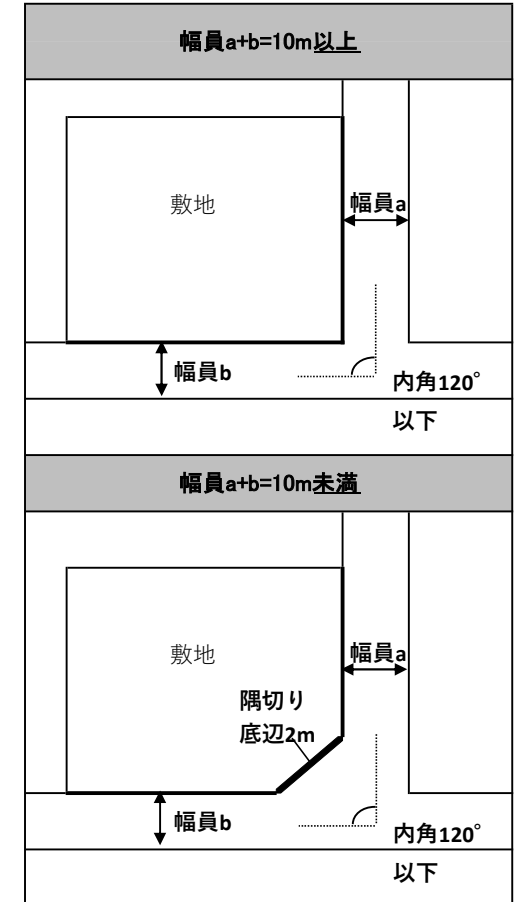 幅員a+b=10m以上
敷地
幅員a
幅員b
内角120°
以下
幅員a+b=10m未満
敷地
幅員a
隅切り
底辺2m
幅員b
内角120°
以下